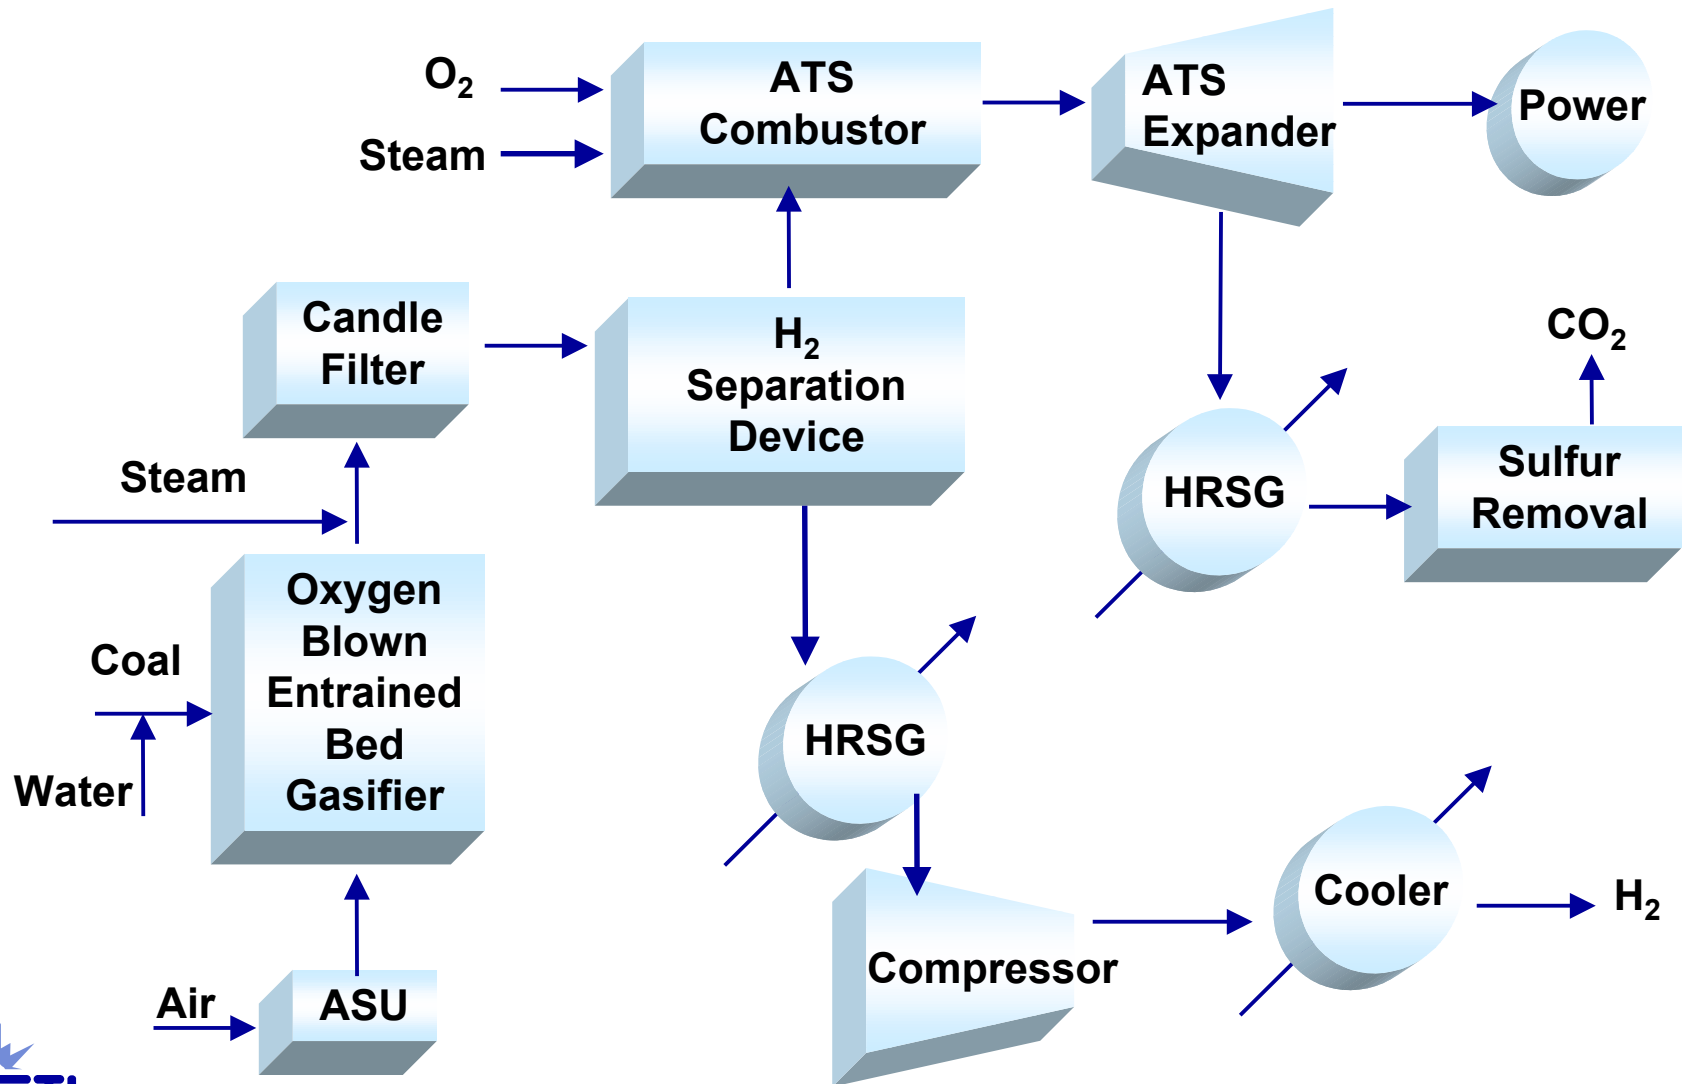 O₂
Steam
ATS
Combustor
ATS
Expander
Power
Candle
Filter
H₂
Separation
Device
CO₂
Steam
HRSG
Sulfur
Removal
Oxygen
Blown
Entrained
Bed
Gasifier
Coal
Water
HRSG
Cooler
H₂
Compressor
Air
ASU